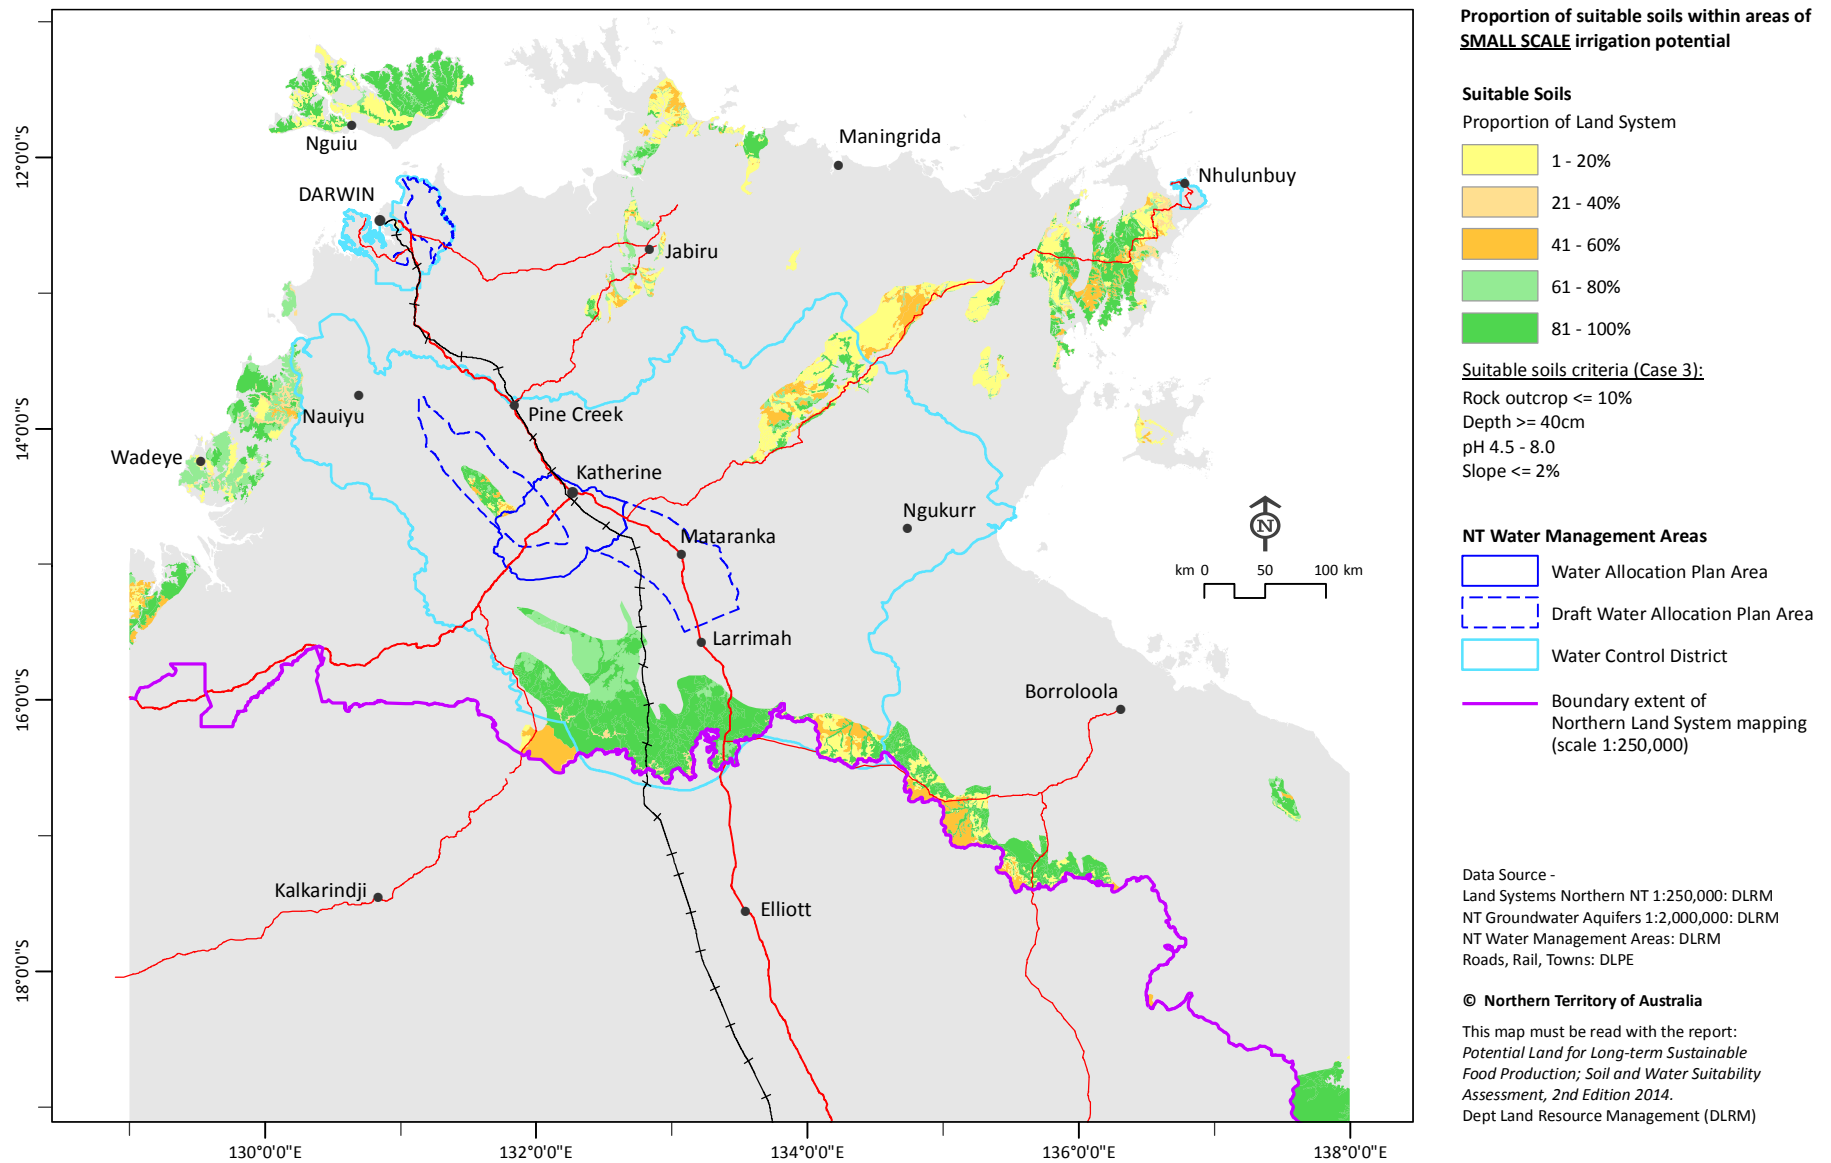 Proportion of suitable soils within areas of
SMALL SCALE irrigation potential
Suitable Soils
Proportion of Land System
1 - 20%
21 - 40%
41 - 60%
61 - 80%
81 - 100%
Suitable soils criteria (Case 3):
Rock outcrop <= 10%
Depth >= 40cm
pH 4.5 - 8.0
Slope <= 2%
NT Water Management Areas
Water Allocation Plan Area
Draft Water Allocation Plan Area
Water Control District
Boundary extent of
Northern Land System mapping
(scale 1:250,000)
Data Source -
Land Systems Northern NT 1:250,000: DLRM
NT Groundwater Aquifers 1:2,000,000: DLRM
NT Water Management Areas: DLRM
Roads, Rail, Towns: DLPE
© Northern Territory of Australia
This map must be read with the report:
Potential Land for Long-term Sustainable
Food Production; Soil and Water Suitability
Assessment, 2nd Edition 2014.
Dept Land Resource Management (DLRM)
Nguiu
Maningrida
DARWIN
Nhulunbuy
Jabiru
Nauiyu
Pine Creek
Wadeye
Katherine
Ngukurr
Mataranka
N
km 0 50 100 km
Larrimah
Borroloola
Kalkarindji
Elliott
12°0'0"S
14°0'0"S
16°0'0"S
18°0'0"S
130°0'0"E
132°0'0"E
134°0'0"E
136°0'0"E
138°0'0"E